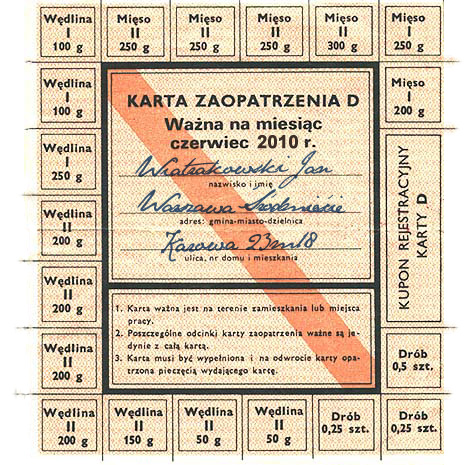 Wędlina I 100 g
Mięso II 250 g
Mięso II 250 g
Mięso II 250 g
Mięso II 300 g
Mięso I 250 g
Wędlina I 100 g
Mięso I 200 g
Wędlina I 250 g
Wędlina II 200 g
Wędlina II 200 g
Wędlina II 200 g
KARTA ZAOPATRZENIA D
Ważna na miesiąc
czerwiec 2010 r.
Wiatrakowski Jan
nazwisko i imię
Warszawa Śródmieście
adres: gmina-miasto-dzielnica
Karowa 23 m 18
ulica, nr domu i mieszkania
1. Karta ważna jest na terenie zamieszkania lub miejsca
pracy.
2. Poszczególne odcinki karty zaopatrzenia ważne są je-
dynie z całą kartą.
3. Karta musi być wypełniona i na odwrocie karty opa-
trzona pieczęcią wydającego kartę.
KUPON REJESTRACYJNY
KARTY D
Drób 0,5 szt.
Wędlina II 200 g
Wędlina II 150 g
Wędlina II 50 g
Wędlina II 50 g
Drób 0,25 szt.
Drób 0,25 szt.